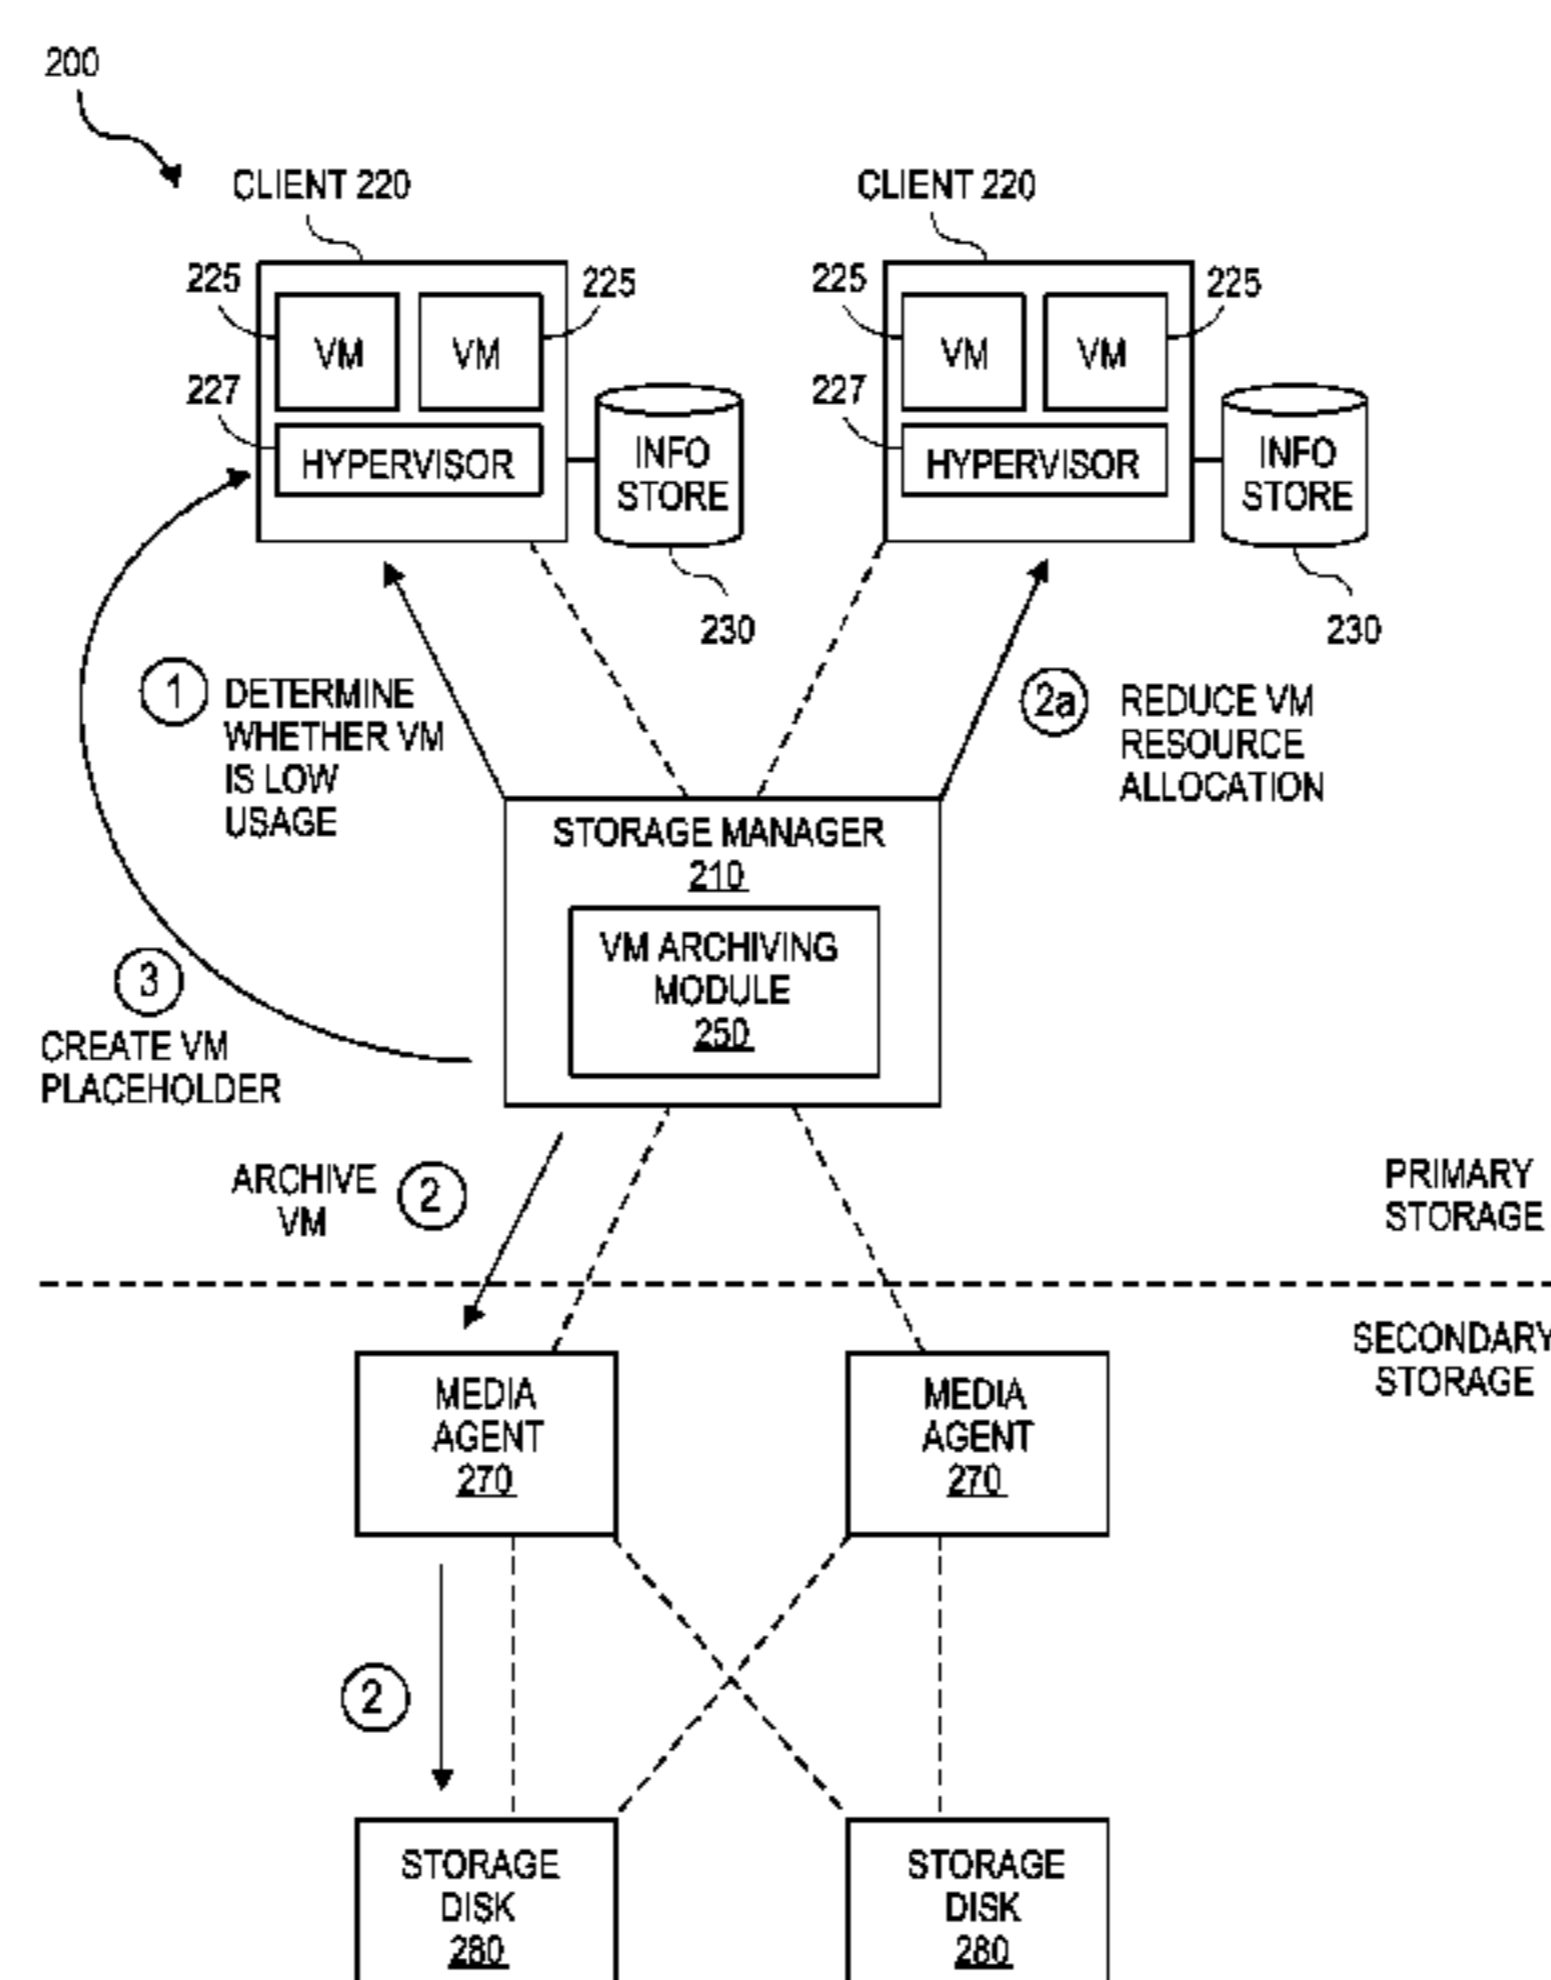 200
CLIENT 220
CLIENT 220
225
225
225
225
VM
VM
VM
VM
227
227
HYPERVISOR
INFO
STORE
HYPERVISOR
INFO
STORE
230
230
1
DETERMINE
WHETHER VM
IS LOW
USAGE
2a
REDUCE VM
RESOURCE
ALLOCATION
STORAGE MANAGER
210
VM ARCHIVING
MODULE
250
3
CREATE VM
PLACEHOLDER
ARCHIVE
VM
2
PRIMARY
STORAGE
SECONDARY
STORAGE
MEDIA
AGENT
270
MEDIA
AGENT
270
2
STORAGE
DISK
280
STORAGE
DISK
280